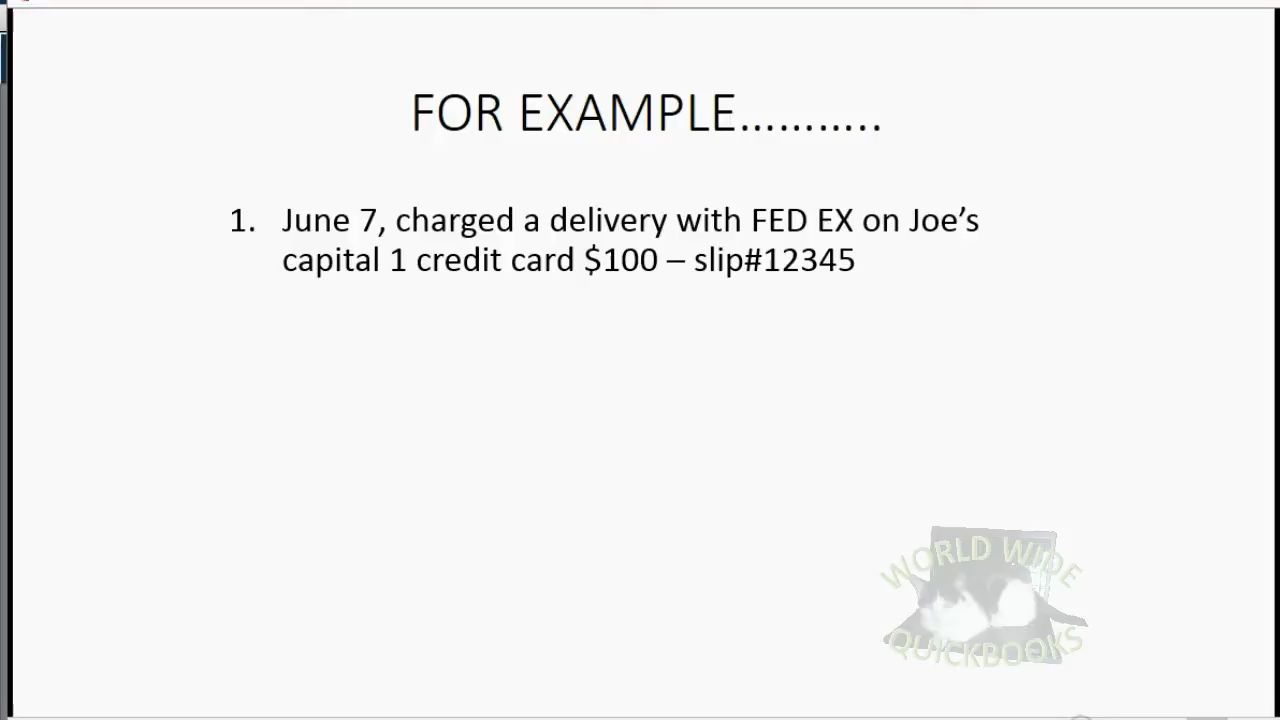 FOR EXAMPLE………..
1. June 7, charged a delivery with FED EX on Joe’s
capital 1 credit card $100 – slip#12345
WORLD WIDE
QUICKBOOKS